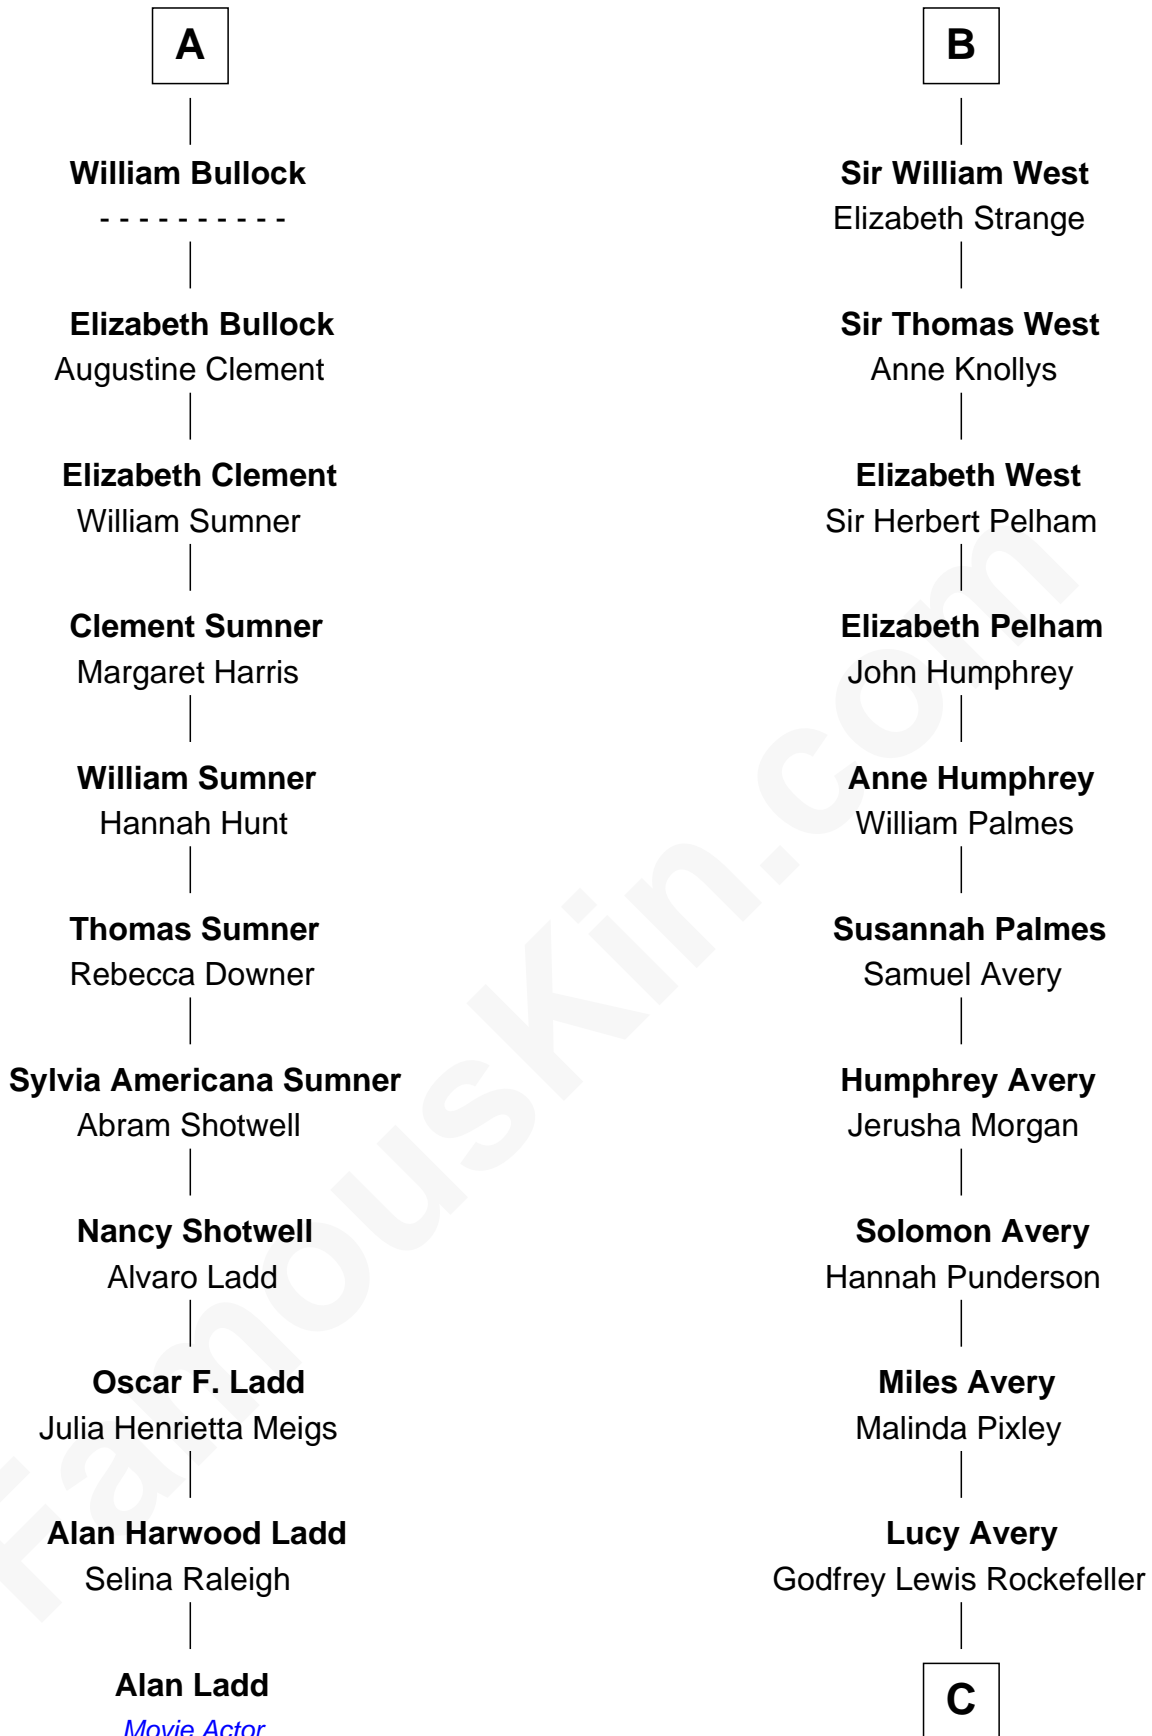 A
William Bullock
- - - - - - - - - -
Elizabeth Bullock
Augustine Clement
Elizabeth Clement
William Sumner
Clement Sumner
Margaret Harris
William Sumner
Hannah Hunt
Thomas Sumner
Rebecca Downer
Sylvia Americana Sumner
Abram Shotwell
Nancy Shotwell
Alvaro Ladd
Oscar F. Ladd
Julia Henrietta Meigs
Alan Harwood Ladd
Selina Raleigh
Alan Ladd
Movie Actor
B
Sir William West
Elizabeth Strange
Sir Thomas West
Anne Knollys
Elizabeth West
Sir Herbert Pelham
Elizabeth Pelham
John Humphrey
Anne Humphrey
William Palmes
Susannah Palmes
Samuel Avery
Humphrey Avery
Jerusha Morgan
Solomon Avery
Hannah Punderson
Miles Avery
Malinda Pixley
Lucy Avery
Godfrey Lewis Rockefeller
C
FamousKin.com